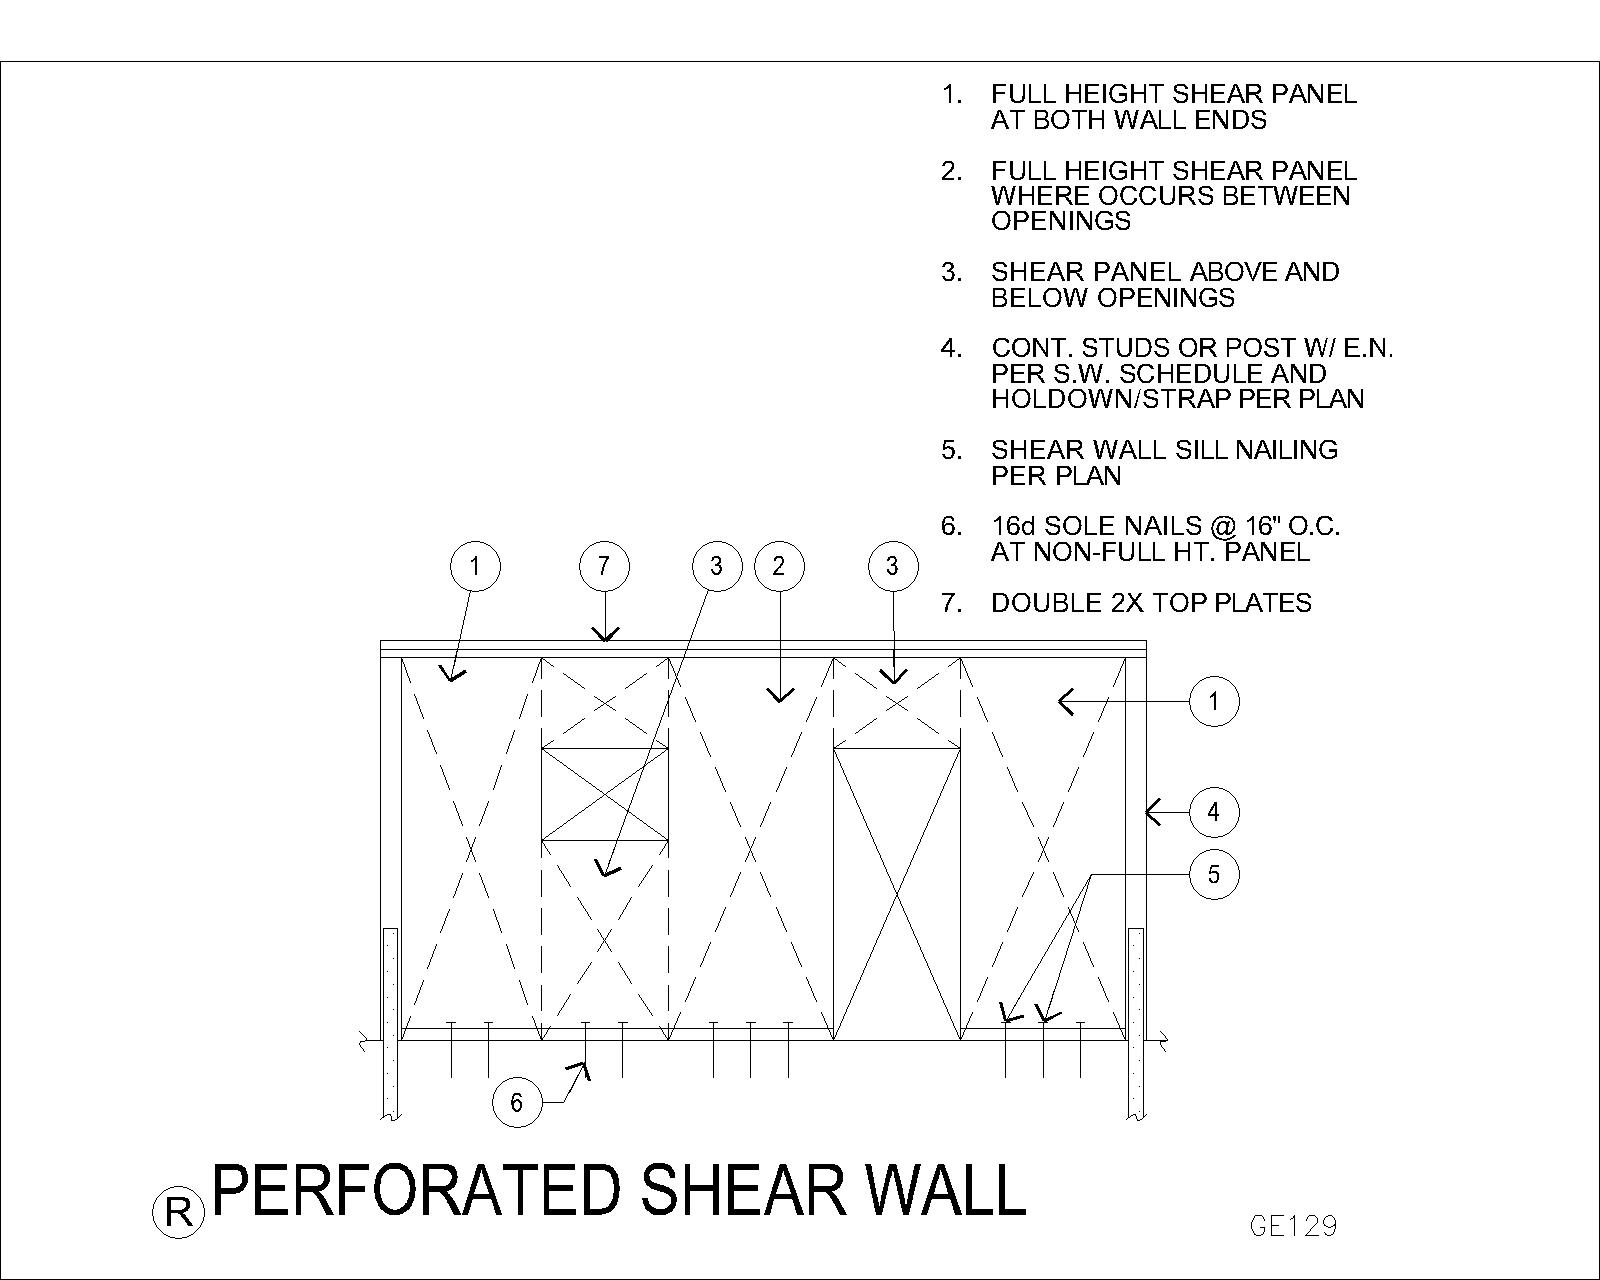 1. FULL HEIGHT SHEAR PANEL
AT BOTH WALL ENDS
2. FULL HEIGHT SHEAR PANEL
WHERE OCCURS BETWEEN
OPENINGS
3. SHEAR PANEL ABOVE AND
BELOW OPENINGS
4. CONT. STUDS OR POST W/ E.N.
PER S.W. SCHEDULE AND
HOLDOWN/STRAP PER PLAN
5. SHEAR WALL SILL NAILING
PER PLAN
6. 16d SOLE NAILS @ 16" O.C.
AT NON-FULL HT. PANEL
7. DOUBLE 2X TOP PLATES
1 7 3 2 3
1
4
5
6
R PERFORATED SHEAR WALL
GE129